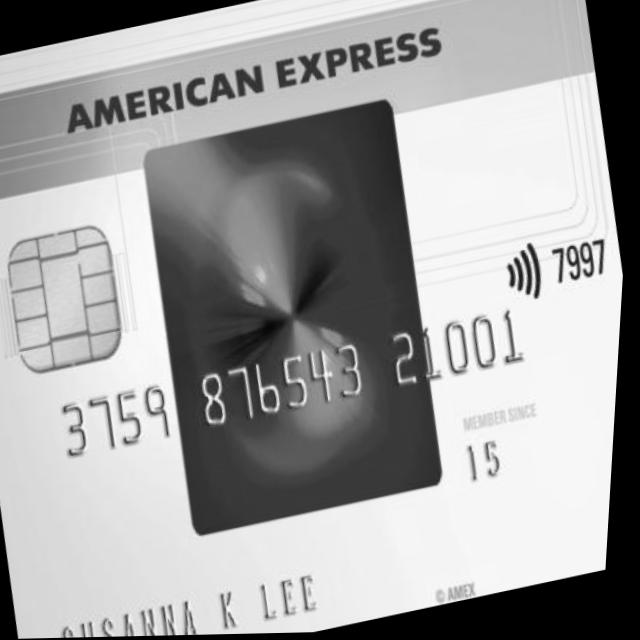 AMERICAN EXPRESS
7997
3759 876543 21001
MEMBER SINCE
15
SUSANNA K LEE
© AMEX